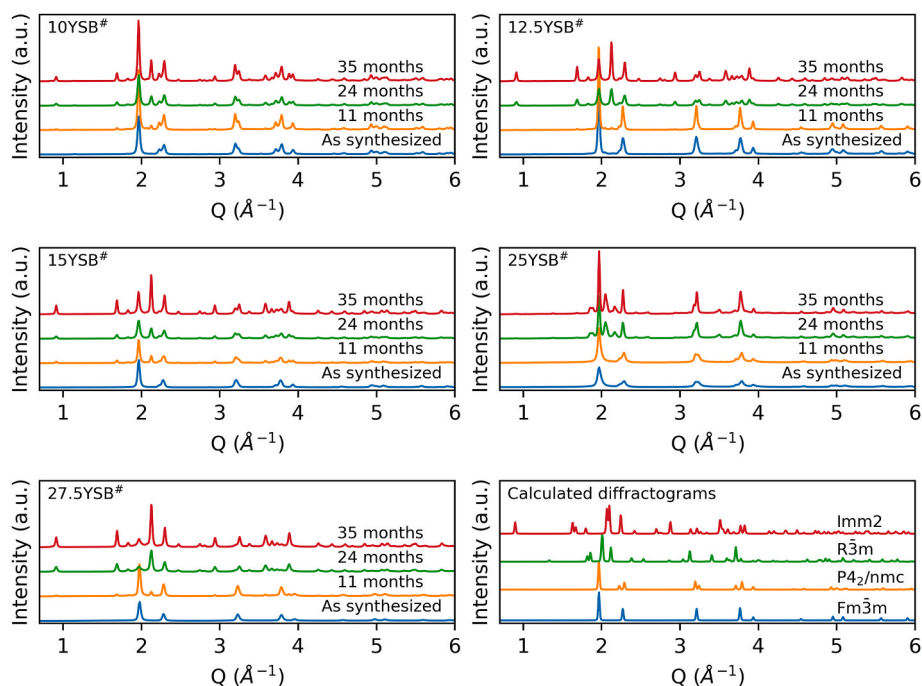 10YSB#
Intensity (a.u.)
35 months
24 months
11 months
As synthesized
1 2 3 4 5 6
Q (Å−1)
12.5YSB#
Intensity (a.u.)
35 months
24 months
11 months
As synthesized
1 2 3 4 5 6
Q (Å−1)
15YSB#
Intensity (a.u.)
35 months
24 months
11 months
As synthesized
1 2 3 4 5 6
Q (Å−1)
25YSB#
Intensity (a.u.)
35 months
24 months
11 months
As synthesized
1 2 3 4 5 6
Q (Å−1)
27.5YSB#
Intensity (a.u.)
35 months
24 months
11 months
As synthesized
1 2 3 4 5 6
Q (Å−1)
Calculated diffractograms
Intensity (a.u.)
Imm2
R3̄m
P4₂/nmc
Fm3̄m
1 2 3 4 5 6
Q (Å−1)